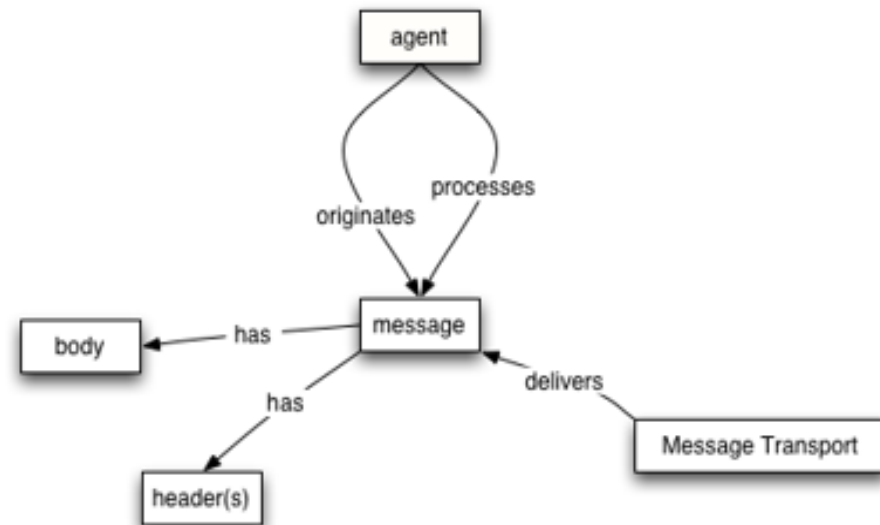 agent
processes
originates
message
has
body
delivers
has
Message Transport
header(s)